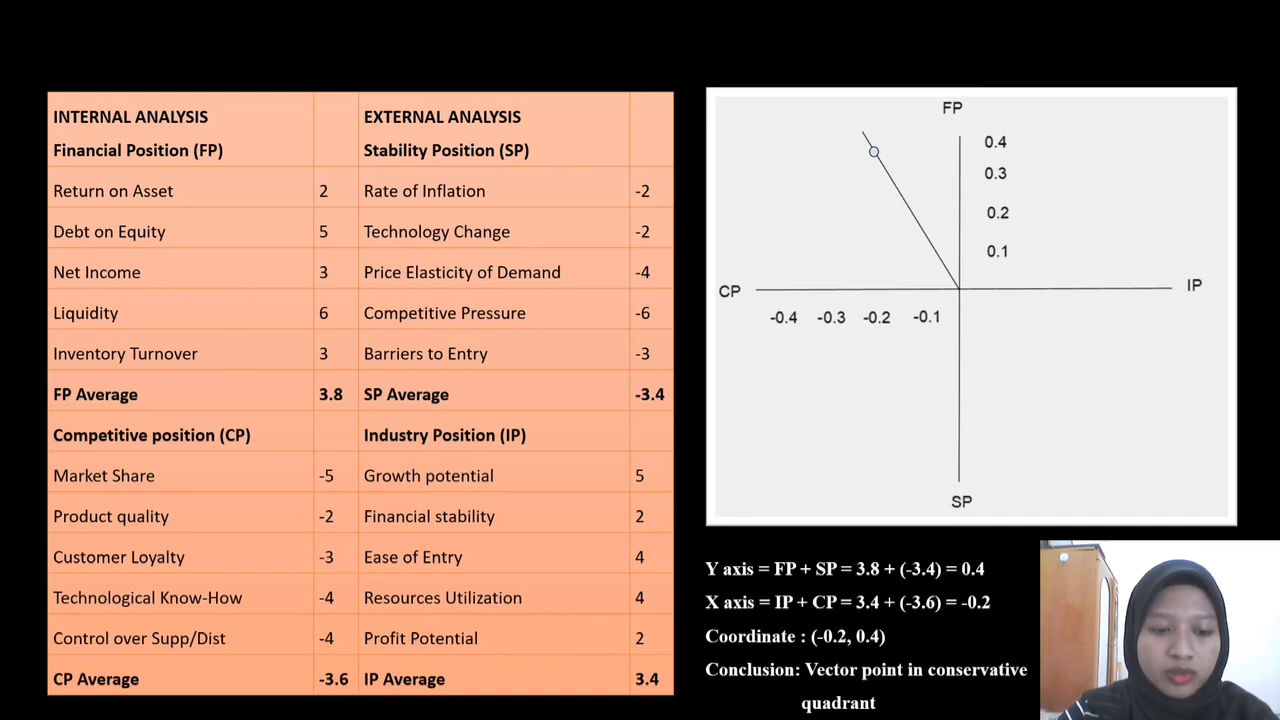 INTERNAL ANALYSIS EXTERNAL ANALYSIS
Financial Position (FP) Stability Position (SP)
Return on Asset 2 Rate of Inflation -2
Debt on Equity 5 Technology Change -2
Net Income 3 Price Elasticity of Demand -4
Liquidity 6 Competitive Pressure -6
Inventory Turnover 3 Barriers to Entry -3
FP Average 3.8 SP Average -3.4
Competitive position (CP) Industry Position (IP)
Market Share -5 Growth potential 5
Product quality -2 Financial stability 2
Customer Loyalty -3 Ease of Entry 4
Technological Know-How -4 Resources Utilization 4
Control over Supp/Dist -4 Profit Potential 2
CP Average -3.6 IP Average 3.4
FP
0.4
0.3
0.2
0.1
CP IP
-0.4 -0.3 -0.2 -0.1
SP
Y axis = FP + SP = 3.8 + (-3.4) = 0.4
X axis = IP + CP = 3.4 + (-3.6) = -0.2
Coordinate : (-0.2, 0.4)
Conclusion: Vector point in conservative
quadrant